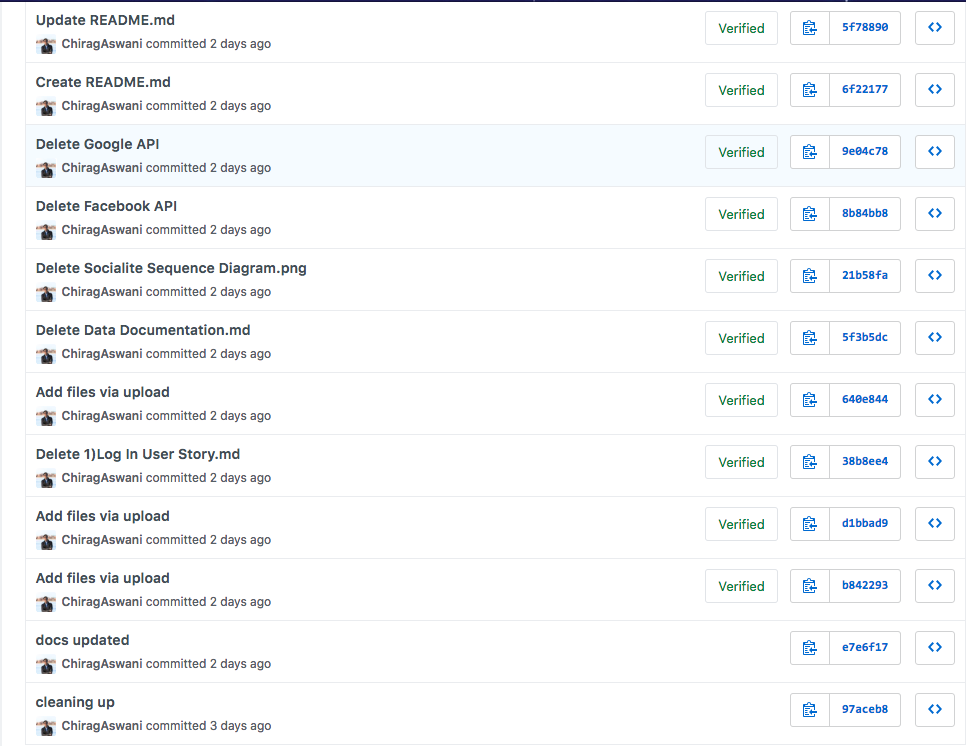 Update README.md
ChiragAswani committed 2 days ago
Verified
5f78890
Create README.md
ChiragAswani committed 2 days ago
Verified
6f22177
Delete Google API
ChiragAswani committed 2 days ago
Verified
9e04c78
Delete Facebook API
ChiragAswani committed 2 days ago
Verified
8b84bb8
Delete Socialite Sequence Diagram.png
ChiragAswani committed 2 days ago
Verified
21b58fa
Delete Data Documentation.md
ChiragAswani committed 2 days ago
Verified
5f3b5dc
Add files via upload
ChiragAswani committed 2 days ago
Verified
640e844
Delete 1)Log In User Story.md
ChiragAswani committed 2 days ago
Verified
38b8ee4
Add files via upload
ChiragAswani committed 2 days ago
Verified
d1bbad9
Add files via upload
ChiragAswani committed 2 days ago
Verified
b842293
docs updated
ChiragAswani committed 2 days ago
e7e6f17
cleaning up
ChiragAswani committed 3 days ago
97aceb8